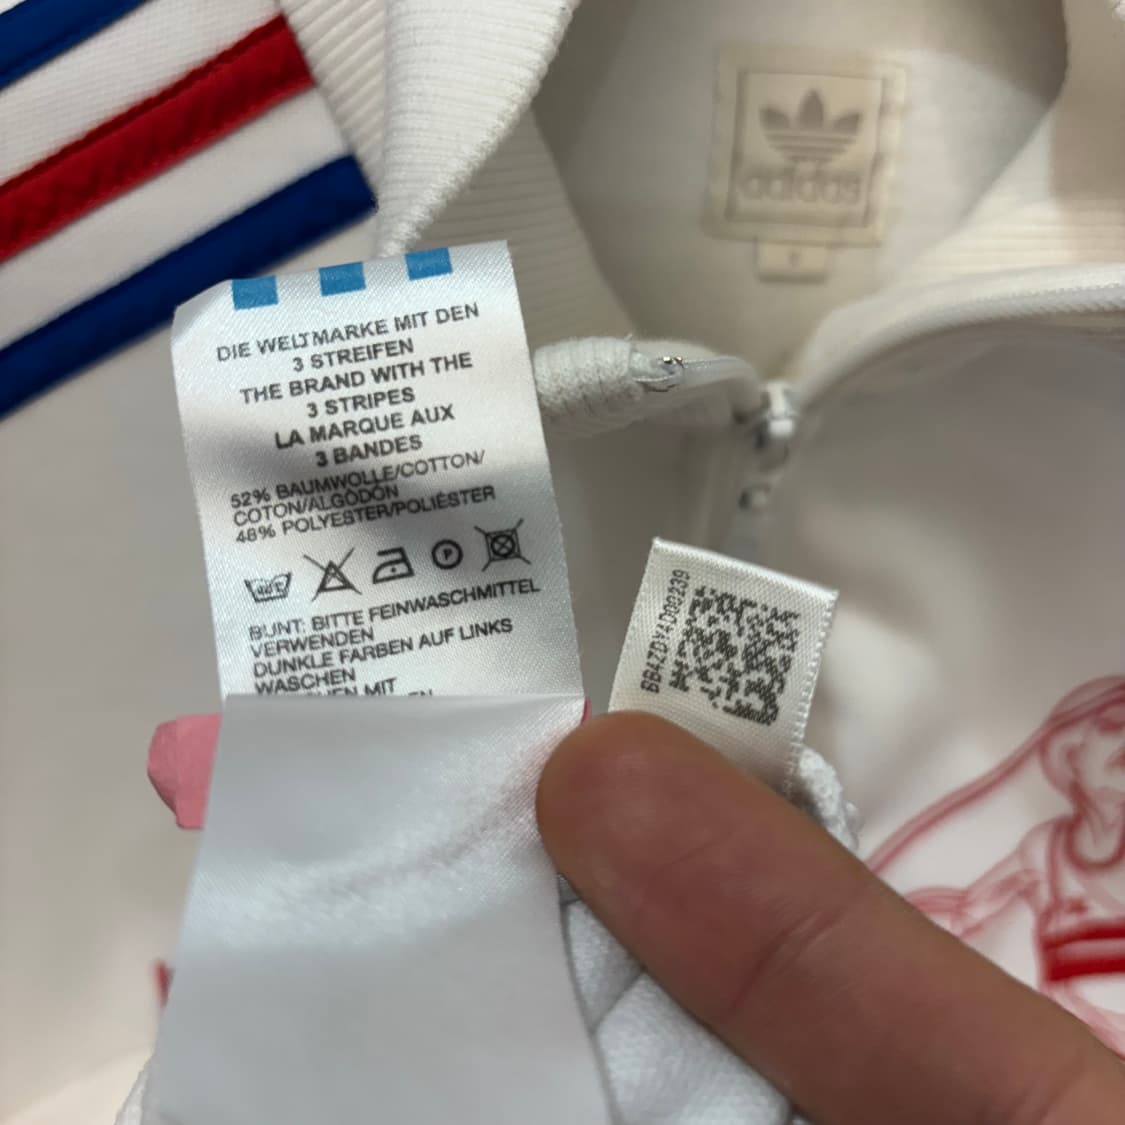 adidas
DIE WELTMARKE MIT DEN
3 STREIFEN
THE BRAND WITH THE
3 STRIPES
LA MARQUE AUX
3 BANDES
52% BAUMWOLLE/COTTON/
COTON/ALGODÓN
48% POLYESTER/POLIÉSTER
P
BUNT: BITTE FEINWASCHMITTEL
VERWENDEN
DUNKLE FARBEN AUF LINKS
WASCHEN
MIT